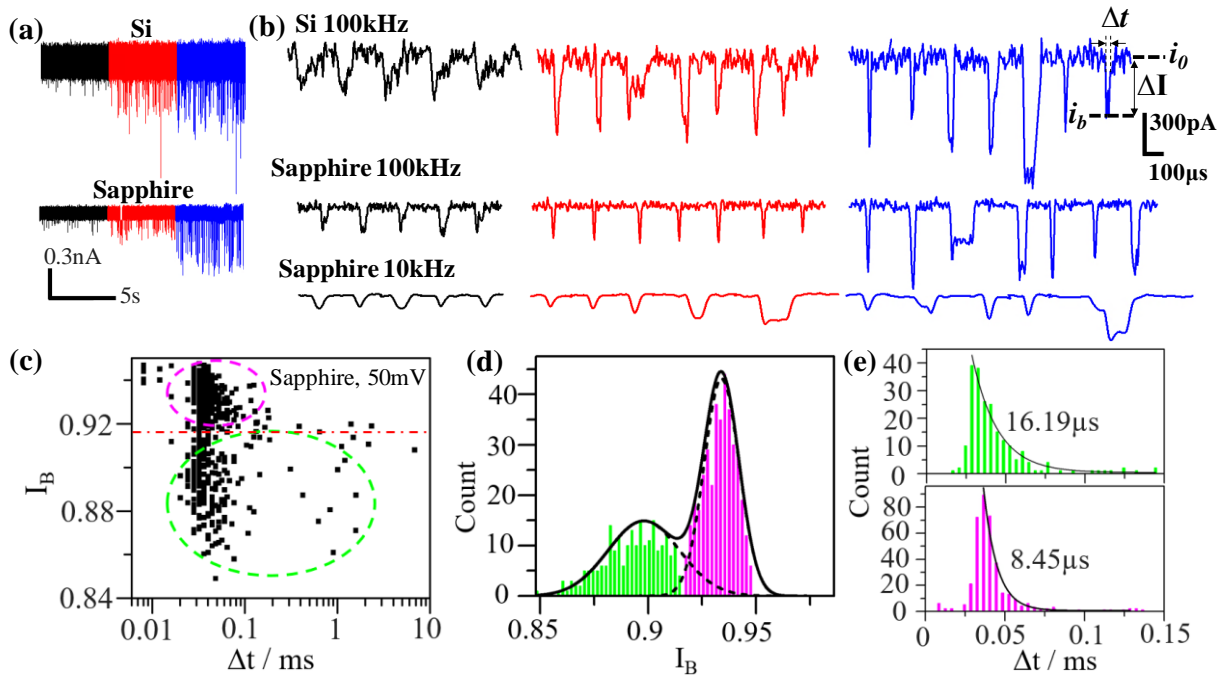 (a)
Si
Sapphire
0.3nA
5s
(b)
Si 100kHz
Sapphire 100kHz
Sapphire 10kHz
Δt
i0
ΔI
ib
300pA
100μs
(c)
Sapphire, 50mV
0.92
0.88
0.84
IB
0.01
0.1
1
10
Δt / ms
(d)
40
20
0
Count
0.85
0.9
0.95
IB
(e)
40
30
20
10
0
16.19μs
80
60
40
20
0
8.45μs
Count
0
0.05
0.1
0.15
Δt / ms